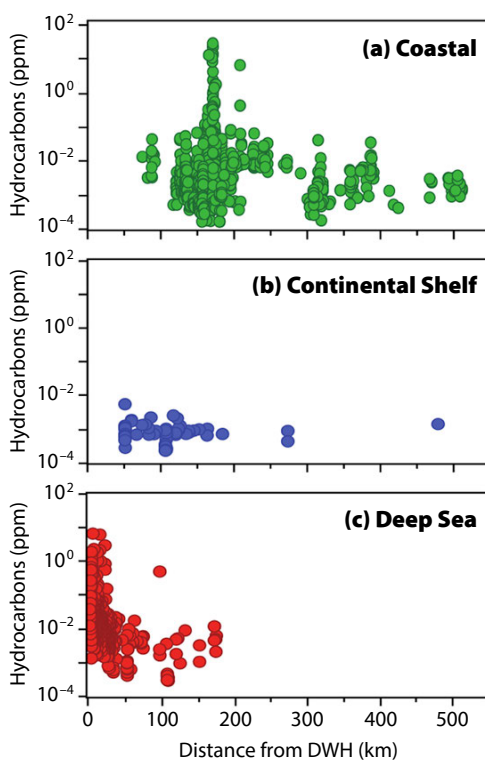 (a) Coastal
Hydrocarbons (ppm)
10²
10⁰
10⁻²
10⁻⁴
(b) Continental Shelf
Hydrocarbons (ppm)
10²
10⁰
10⁻²
10⁻⁴
(c) Deep Sea
Hydrocarbons (ppm)
10²
10⁰
10⁻²
10⁻⁴
0 100 200 300 400 500
Distance from DWH (km)